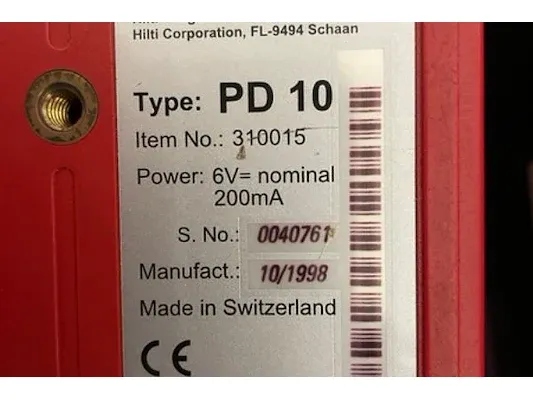 Hilti Corporation, FL-9494 Schaan
Type: PD 10
Item No.: 310015
Power: 6V= nominal
200mA
S. No.: 0040761
Manufact.: 10/1998
Made in Switzerland
CE